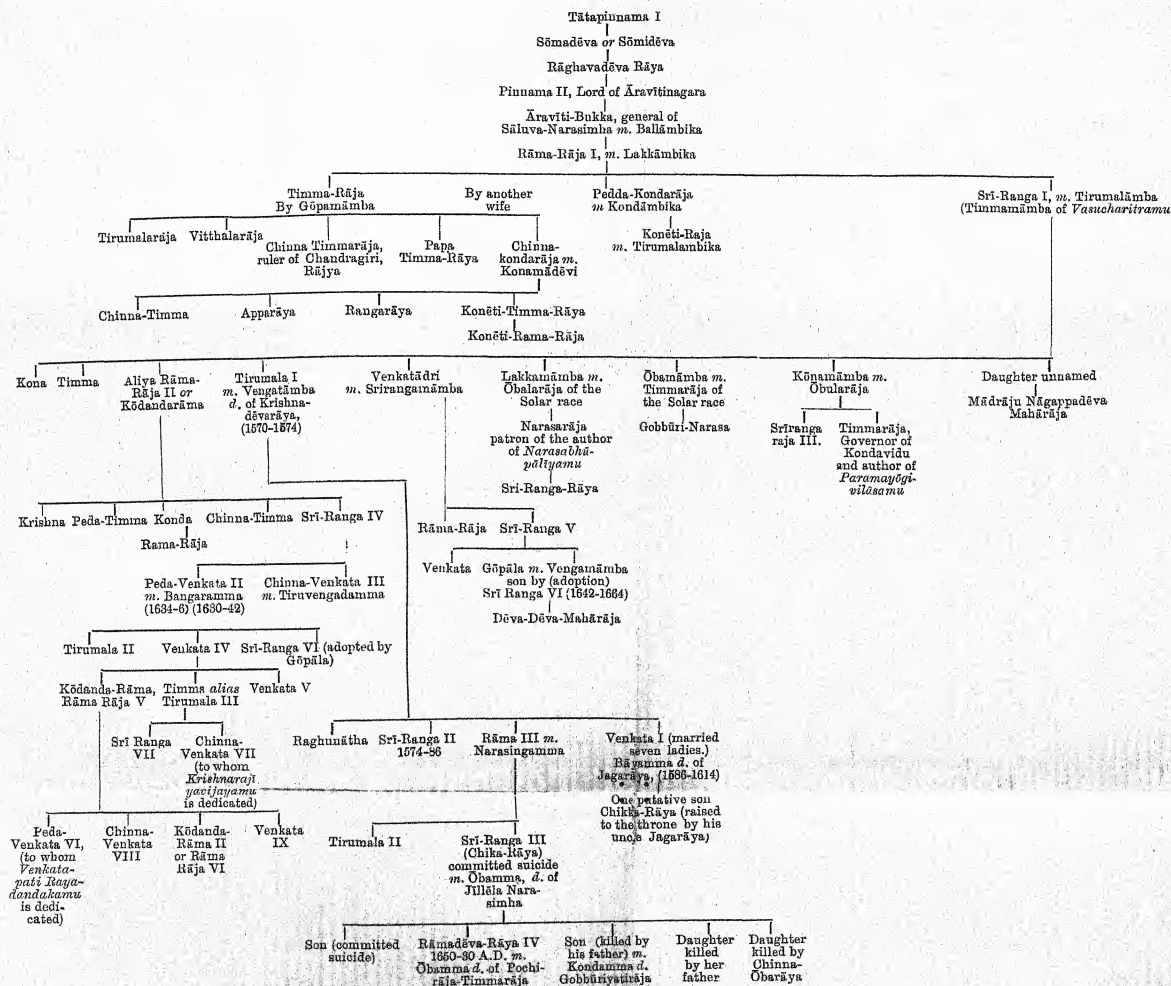 Tātapinnama I
Sōmadēva or Sōmidēva
Rāghavadēva Rāya
Pinnama II, Lord of Āravītinagara
Āravīti-Bukka, general of
Sāluva-Narasimha m. Ballāmbika
Rāma-Rāja I, m. Lakkāmbika
Timma-Rāja
By Gōpamāmba
By another
wife
Pedda-Kondarāja
m Kondāmbika
Srī-Ranga I, m. Tirumalāmba
(Timmamāmba of Vasucharitramu
Tirumalarāja
Vitthalarāja
Chinna Timmarāja,
ruler of Chandragiri,
Rājya
Papa
Timma-Rāya
Chinna-
kondarāja m.
Konamādēvi
Konēti-Raja
m. Tirumalambika
Chinna-Timma
Apparāya
Rangarāya
Konēti-Timma-Rāya
Konēti-Rama-Rāja
Kona
Timma
Aliya Rāma-
Rāja II or
Kōdandarāma
Tirumala I
m. Vengatāmba
d. of Krishna-
dēvarāya,
(1570-1574)
Venkatādri
m. Srirangamāmba
Lakkamāmba m.
Ōbalarāja of the
Solar race
Narasarāja
patron of the author
of Narasabhū-
pālīyamu
Sri-Ranga-Rāya
Ōbamāmba m.
Timmarāja of
the Solar race
Gobbūri-Narasa
Kōnamāmba m.
Ōbularāja
Srīranga
raja III.
Timmarāja,
Governor of
Kondavidu
and author of
Paramayōgi-
vilāsamu
Daughter unnamed
Mādrāju Nāgappadēva
Mahārāja
Krishna
Peda-Timma
Konda
Chinna-Timma
Srī-Ranga IV
Rama-Rāja
Rāma-Rāja
Srī-Ranga V
Peda-Venkata II
m. Bangaramma
(1634-6) (1630-42)
Chinna-Venkata III
m. Tiruvengadamma
Venkata
Gōpāla m. Vengamāmba
son by (adoption)
Srī Ranga VI (1642-1664)
Dēva-Dēva-Mahārāja
Tirumala II
Venkata IV
Srī-Ranga VI (adopted by
Gōpāla)
Kōdanda-Rāma,
Rāma Rāja V
Timma alias
Tirumala III
Venkata V
Srī Ranga
VII
Chinna-
Venkata VII
(to whom
Krishnarajī
yavijayamu
is dedicated)
Raghunātha
Srī-Ranga II
1574-86
Rāma III m.
Narasingamma
Venkata I (married
seven ladies.)
Bāyamma d. of
Jagarāya, (1586-1614)
One putative son
Chikka-Rāya (raised
to the throne by his
uncle Jagarāya)
Peda-
Venkata VI,
(to whom
Venkata-
pati Raya-
dandakamu
is dedi-
cated)
Chinna-
Venkata
VIII
Kōdanda-
Rāma II
or Rāma
Rāja VI
Venkata
IX
Tirumala II
Srī-Ranga III
(Chika-Rāya)
committed suicide
m. Ōbamma, d. of
Jillēla Nara-
simha
Son (committed
suicide)
Rāmadēva-Rāya IV
1650-30 A.D. m.
Ōbamma d. of Pochi-
rāla-Timmarāja
Son (killed by
his father) m.
Kondamma d.
Gobbūriyatirāja
Daughter
killed
by her
father
Daughter
killed by
Chinna-
Ōbarāya